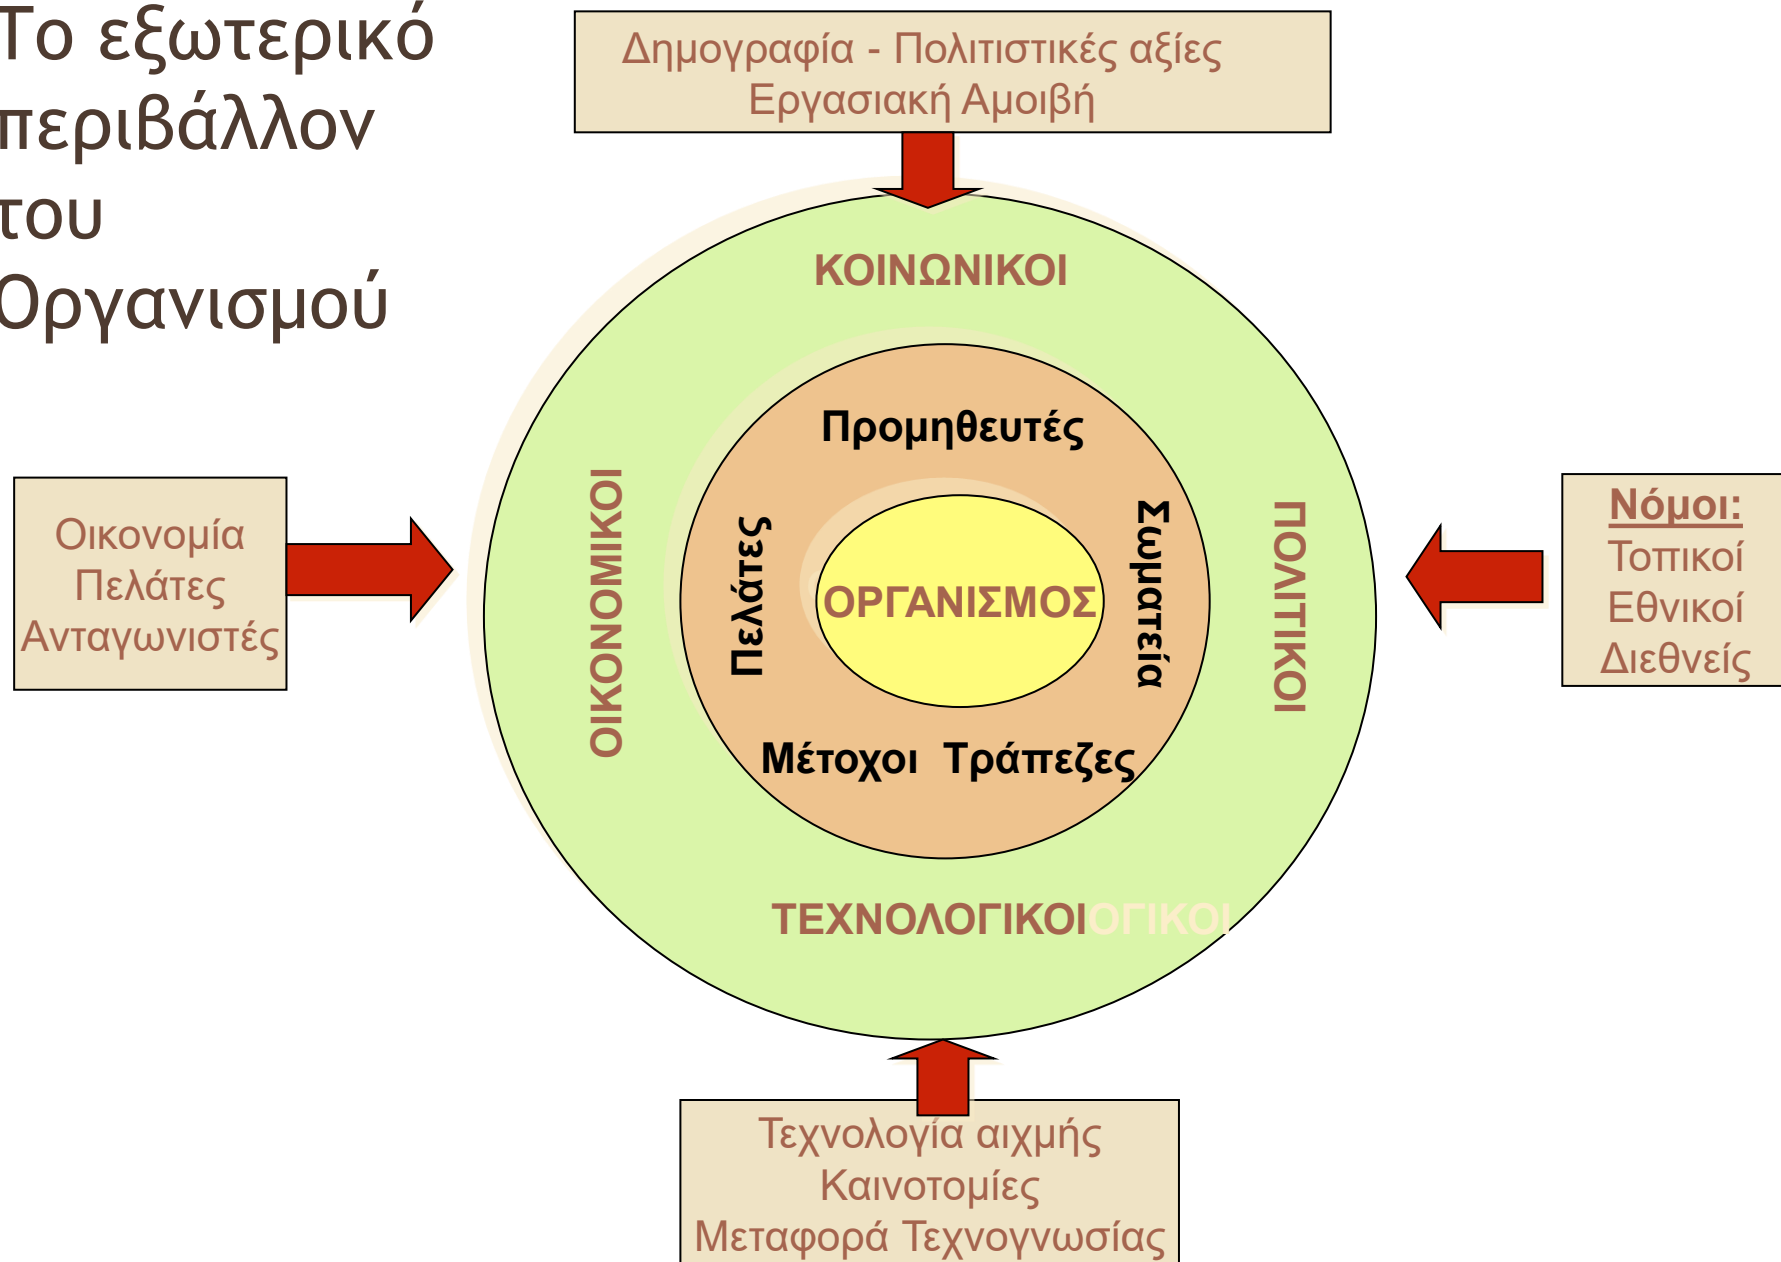 Το εξωτερικό
περιβάλλον
του
Οργανισμού
Δημογραφία - Πολιτιστικές αξίες
Εργασιακή Αμοιβή
ΚΟΙΝΩΝΙΚΟΙ
Προμηθευτές
Οικονομία
Πελάτες
Ανταγωνιστές
ΟΙΚΟΝΟΜΙΚΟΙ
Πελάτες
ΟΡΓΑΝΙΣΜΟΣ
Σωματεία
ΠΟΛΙΤΙΚΟΙ
Νόμοι:
Τοπικοί
Εθνικοί
Διεθνείς
Μέτοχοι Τράπεζες
ΤΕΧΝΟΛΟΓΙΚΟΙΟΓΙΚΟΙ
Τεχνολογία αιχμής
Καινοτομίες
Μεταφορά Τεχνογνωσίας